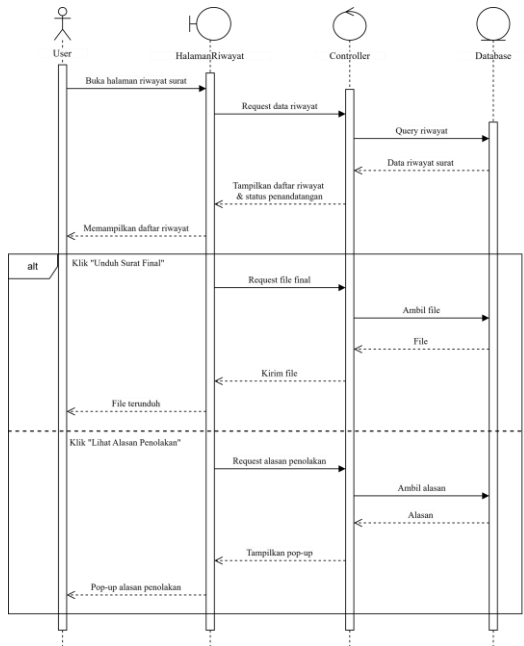 User
HalamanRiwayat
Controller
Database
Buka halaman riwayat surat
Request data riwayat
Query riwayat
Data riwayat surat
Tampilkan daftar riwayat
& status penandatangan
Memampilkan daftar riwayat
alt
Klik "Unduh Surat Final"
Request file final
Ambil file
File
Kirim file
File terunduh
Klik "Lihat Alasan Penolakan"
Request alasan penolakan
Ambil alasan
Alasan
Tampilkan pop-up
Pop-up alasan penolakan